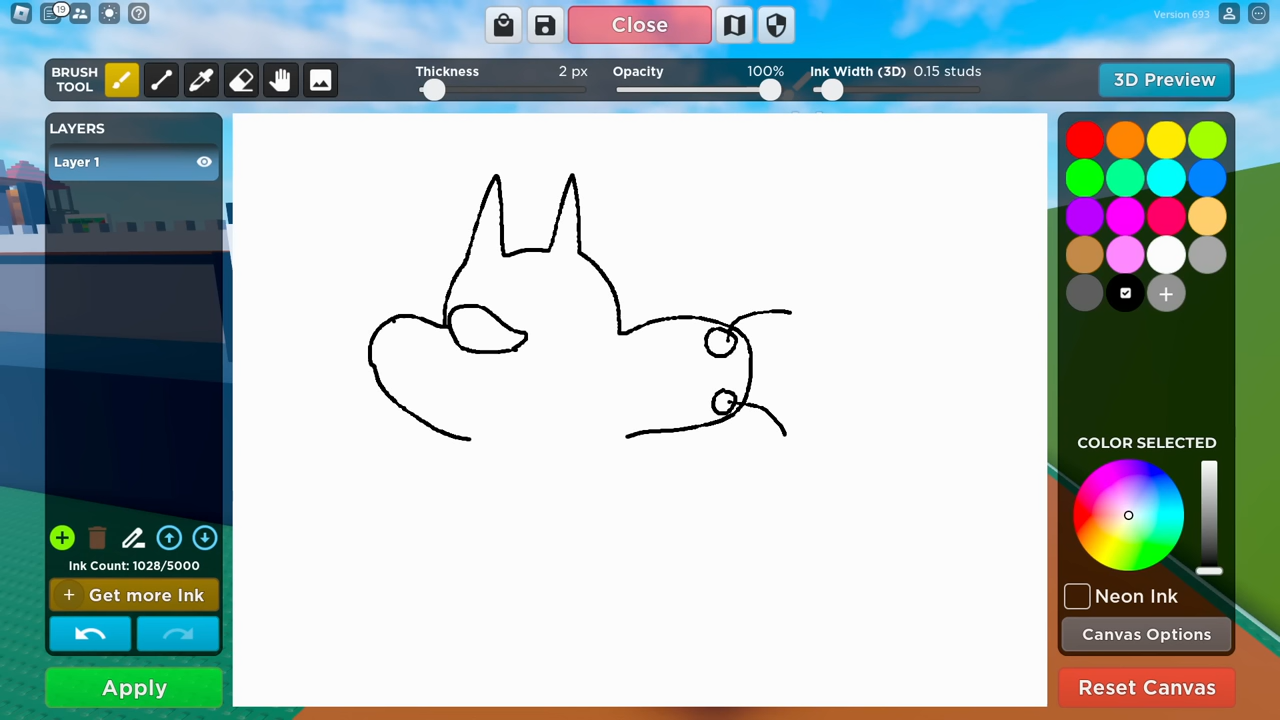 19
Close
Version 693
BRUSH TOOL
Thickness 2 px
Opacity 100%
Ink Width (3D) 0.15 studs
3D Preview
LAYERS
Layer 1
Ink Count: 1028/5000
+ Get more Ink
Apply
COLOR SELECTED
Neon Ink
Canvas Options
Reset Canvas